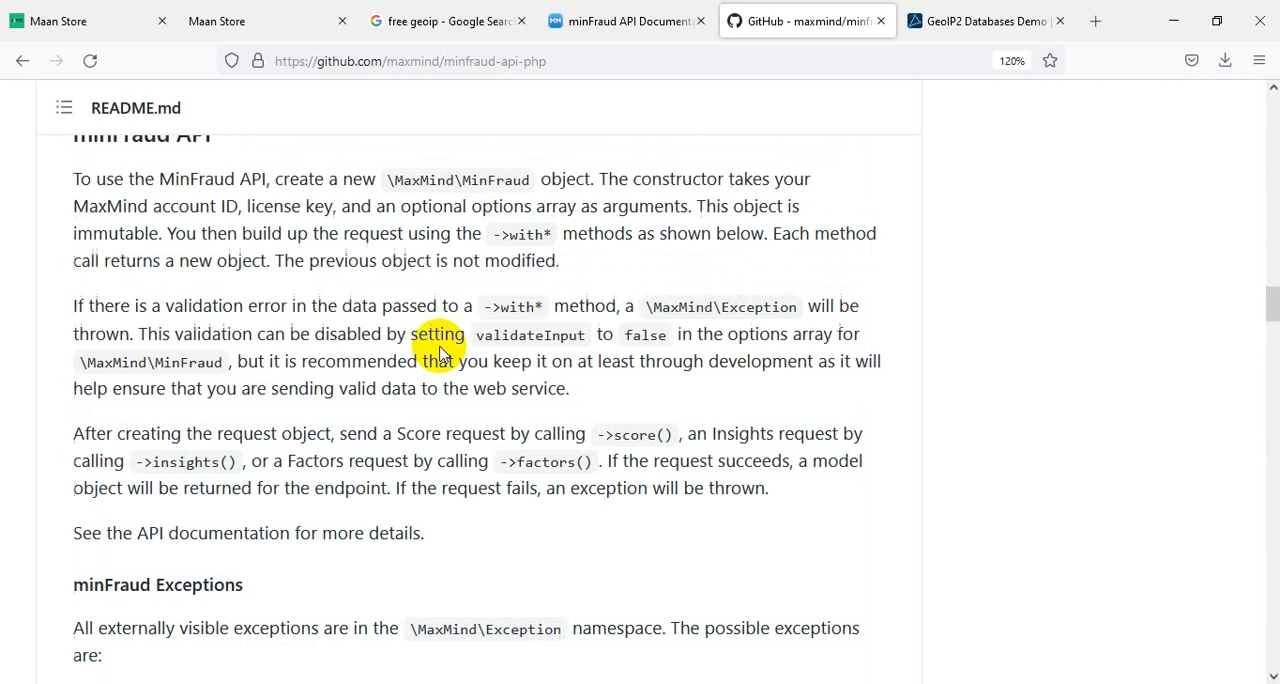 Maan Store
Maan Store
free geoip - Google Searc
minFraud API Documenta
GitHub - maxmind/minfr
GeoIP2 Databases Demo |
https://github.com/maxmind/minfraud-api-php
120%
README.md
minFraud API
To use the MinFraud API, create a new \MaxMind\MinFraud object. The constructor takes your
MaxMind account ID, license key, and an optional options array as arguments. This object is
immutable. You then build up the request using the ->with* methods as shown below. Each method
call returns a new object. The previous object is not modified.
If there is a validation error in the data passed to a ->with* method, a \MaxMind\Exception will be
thrown. This validation can be disabled by setting validateInput to false in the options array for
\MaxMind\MinFraud, but it is recommended that you keep it on at least through development as it will
help ensure that you are sending valid data to the web service.
After creating the request object, send a Score request by calling ->score(), an Insights request by
calling ->insights(), or a Factors request by calling ->factors(). If the request succeeds, a model
object will be returned for the endpoint. If the request fails, an exception will be thrown.
See the API documentation for more details.
minFraud Exceptions
All externally visible exceptions are in the \MaxMind\Exception namespace. The possible exceptions
are: